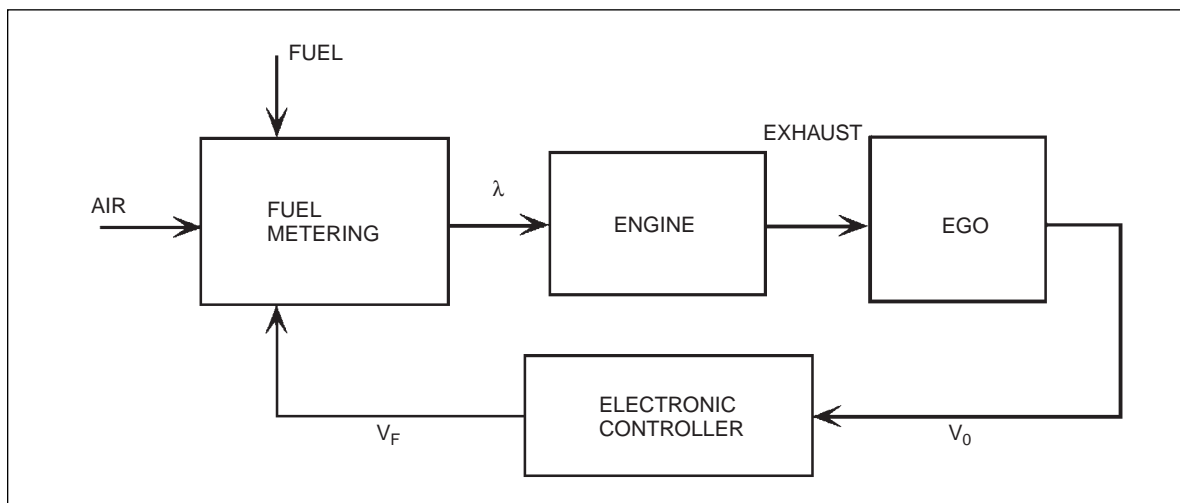 FUEL
AIR
FUEL
METERING
λ
ENGINE
EXHAUST
EGO
ELECTRONIC
CONTROLLER
V_F
V_0